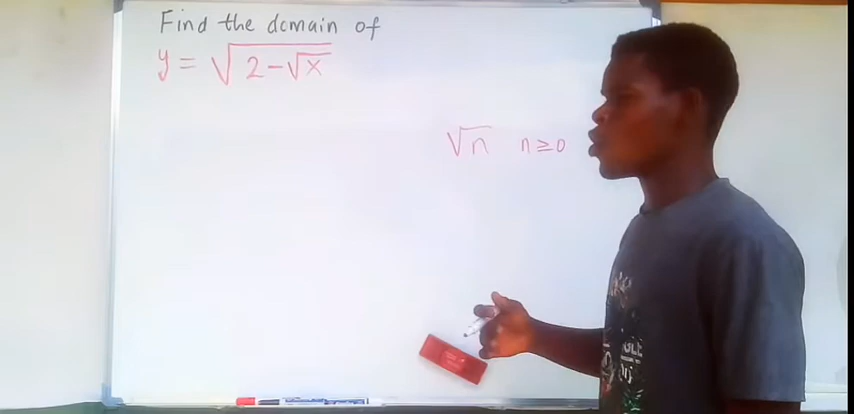 Find the domain of
y = √(2-√x)
√n n≥0